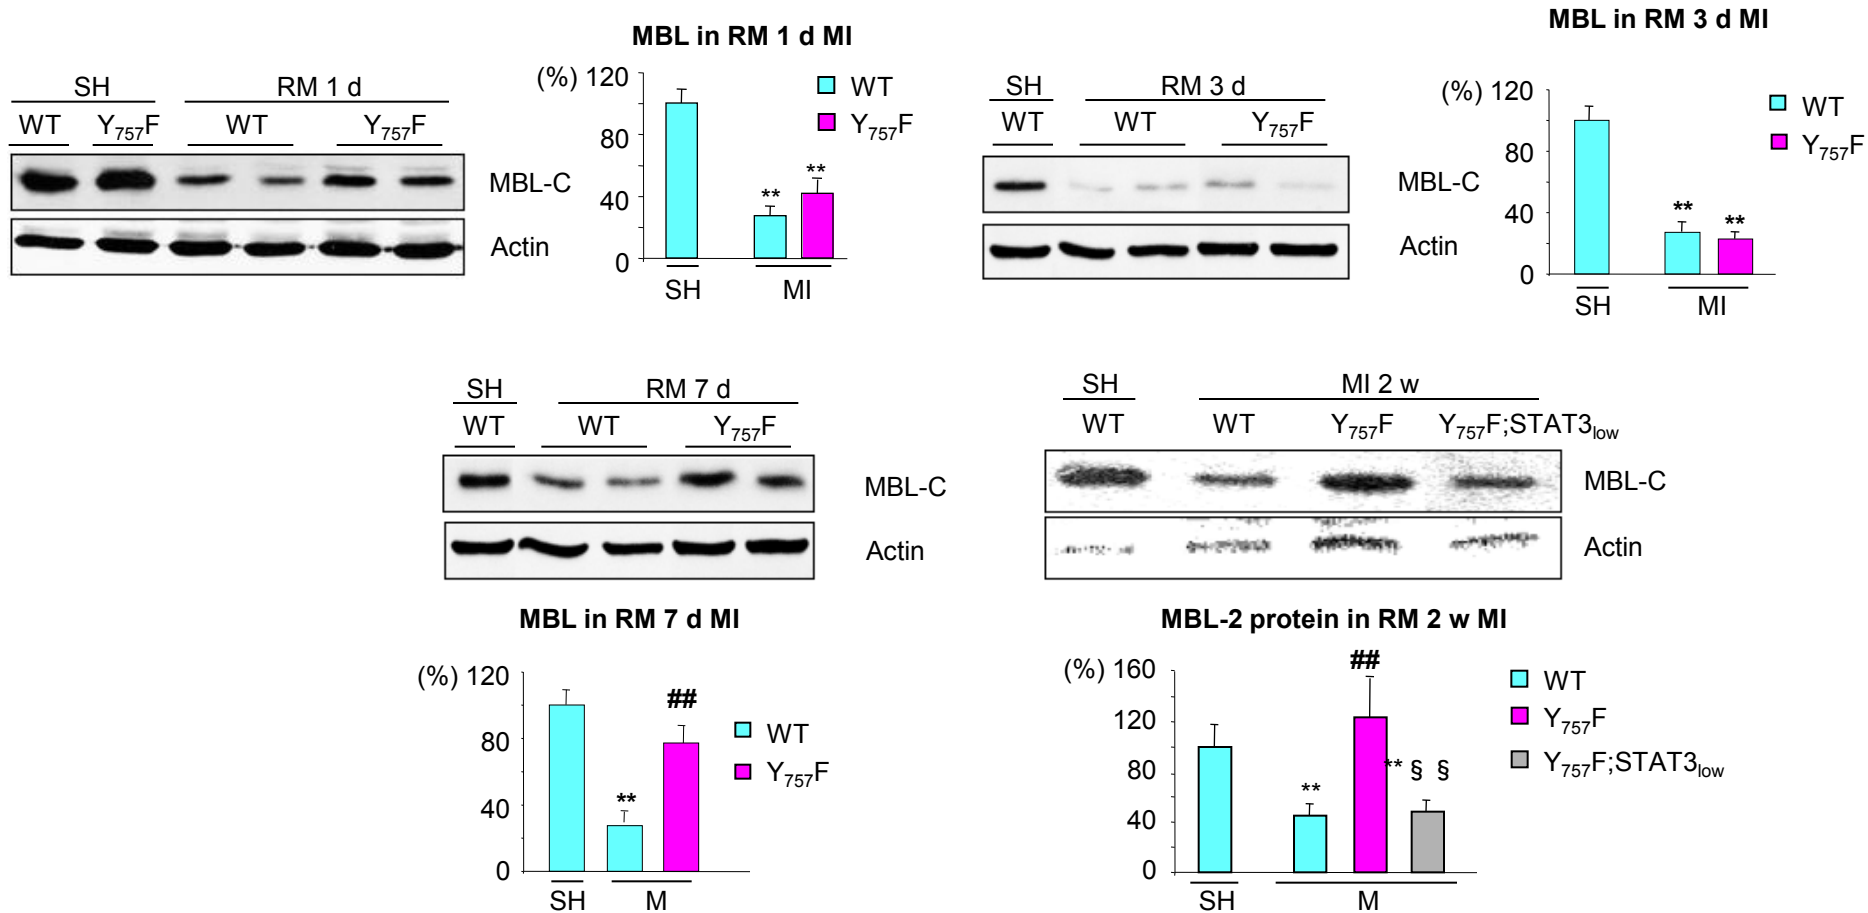 MBL in RM 1 d MI
SH RM 1 d
WT Y757F WT Y757F
MBL-C
Actin
(%) 120
80
40
0
** **
SH MI
WT
Y757F
MBL in RM 3 d MI
SH RM 3 d
WT WT Y757F
MBL-C
Actin
(%) 120
80
40
0
** **
SH MI
WT
Y757F
SH RM 7 d
WT WT Y757F
MBL-C
Actin
MBL in RM 7 d MI
(%) 120
80
40
0
** ##
SH M
WT
Y757F
SH MI 2 w
WT WT Y757F Y757F;STAT3low
MBL-C
Actin
MBL-2 protein in RM 2 w MI
(%) 160
120
80
40
0
##
** § §
**
SH M
WT
Y757F
Y757F;STAT3low